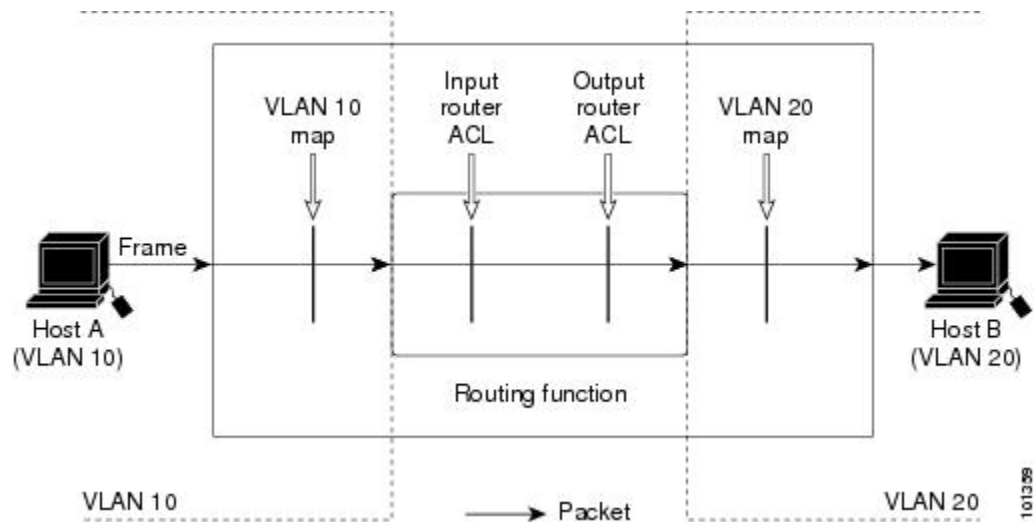 VLAN 10
map
Input
router
ACL
Output
router
ACL
VLAN 20
map
Frame
Host A
(VLAN 10)
Host B
(VLAN 20)
Routing function
VLAN 10
Packet
VLAN 20
101359